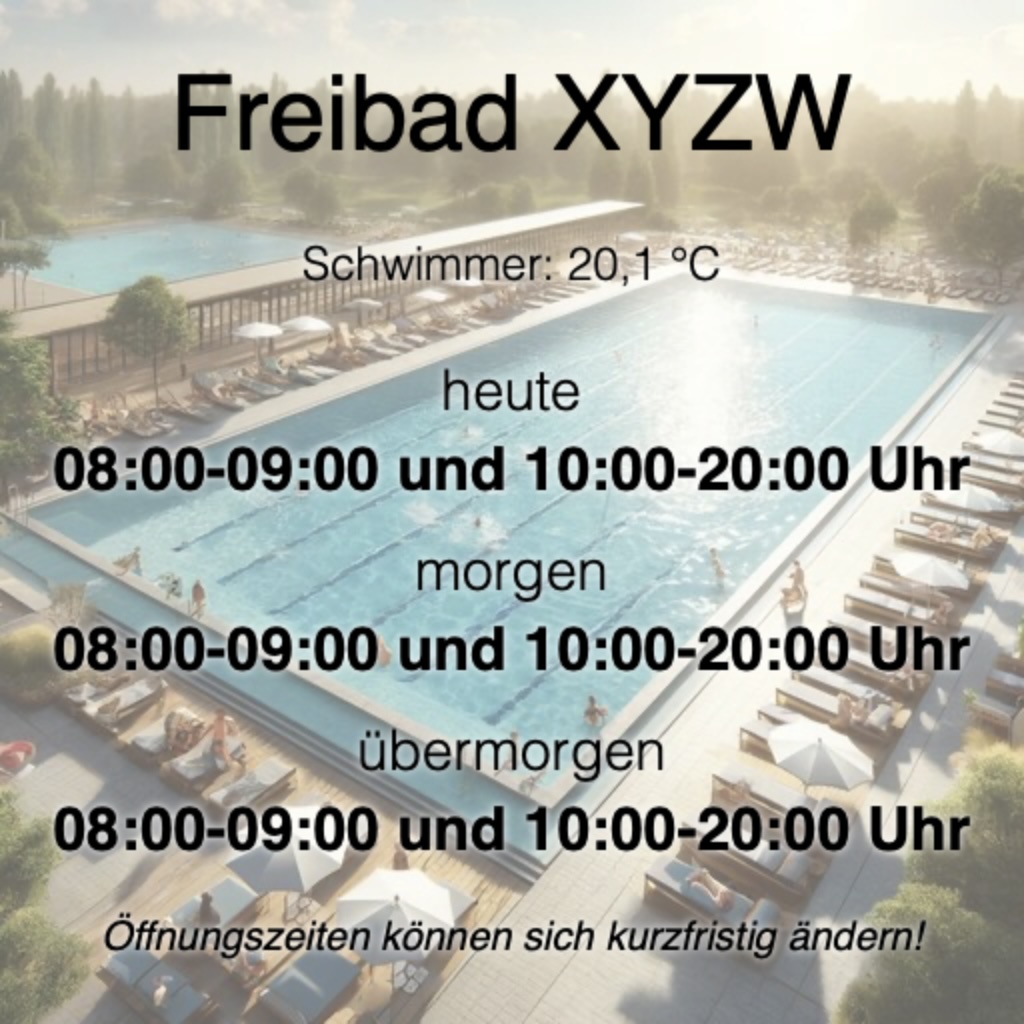 Freibad XYZW
Schwimmer: 20,1 °C
heute
08:00-09:00 und 10:00-20:00 Uhr
morgen
08:00-09:00 und 10:00-20:00 Uhr
übermorgen
08:00-09:00 und 10:00-20:00 Uhr
Öffnungszeiten können sich kurzfristig ändern!